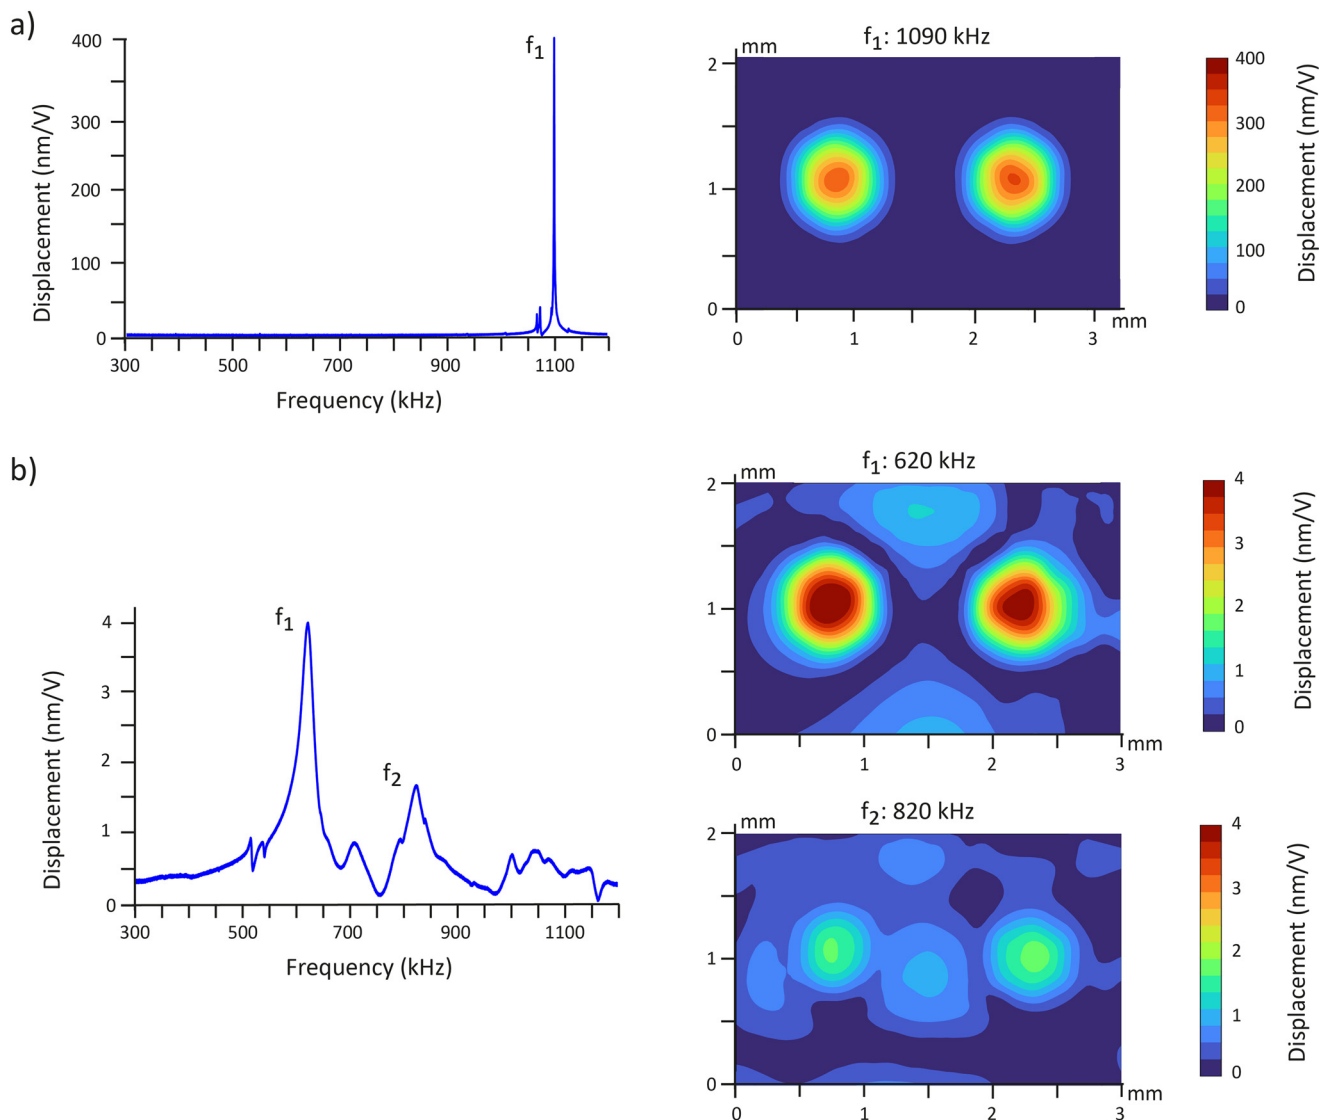 a)
f1
400
300
200
100
0
Displacement (nm/V)
300 500 700 900 1100
Frequency (kHz)
f1: 1090 kHz
mm
2
1
0
0 1 2 3
mm
400
300
200
100
0
Displacement (nm/V)
b)
f1
f2
4
3
2
1
0
Displacement (nm/V)
300 500 700 900 1100
Frequency (kHz)
f1: 620 kHz
mm
2
1
0
0 1 2 3
mm
4
3
2
1
0
Displacement (nm/V)
f2: 820 kHz
mm
2
1
0
0 1 2 3
mm
4
3
2
1
0
Displacement (nm/V)